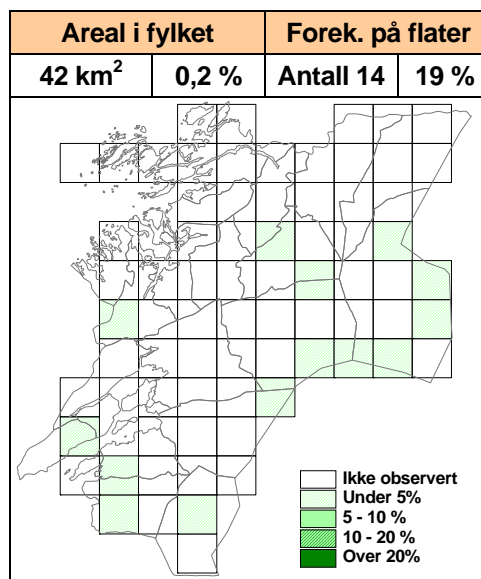 Areal i fylket Forek. på flater
42 km² 0,2 % Antall 14 19 %
Ikke observert
Under 5%
5 - 10 %
10 - 20 %
Over 20%